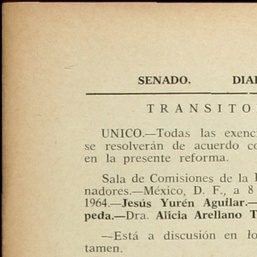 SENADO. DIA
TRANSITO
UNICO.—Todas las exenc
se resolverán de acuerdo co
en la presente reforma.
Sala de Comisiones de la
nadores.—México, D. F., a 8
1964.—Jesús Yurén Aguilar.—
peda.—Dra. Alicia Arellano T
—Está a discusión en lo
tamen.